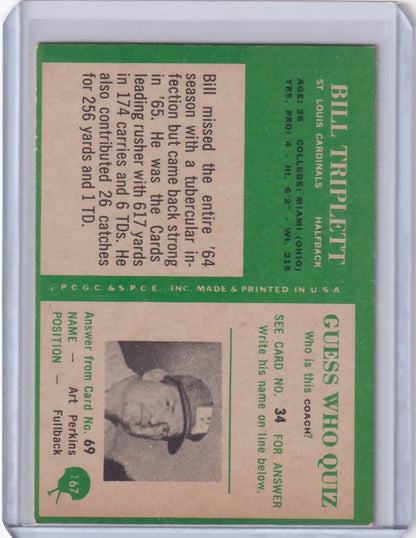 BILL TRIPLETT
ST. LOUIS CARDINALS HALFBACK
AGE: 26 COLLEGE: MIAMI (OHIO)
YRS. PRO: 4 - Ht. 6'2" - Wt. 215
Bill missed the entire '64
season with a tubercular in-
fection but came back strong
in '65. He was the Cards
leading rusher with 617 yards
in 174 carries and 6 TDs. He
also contributed 26 catches
for 256 yards and 1 TD.
© P.C.G.C. & S.P.C.E., INC. MADE & PRINTED IN U.S.A
GUESS WHO QUIZ
Who is this COACH?
SEE CARD NO. 34 FOR ANSWER
Write his name on line below.
Answer from Card No. 69
NAME — Art Perkins
POSITION — Fullback
167